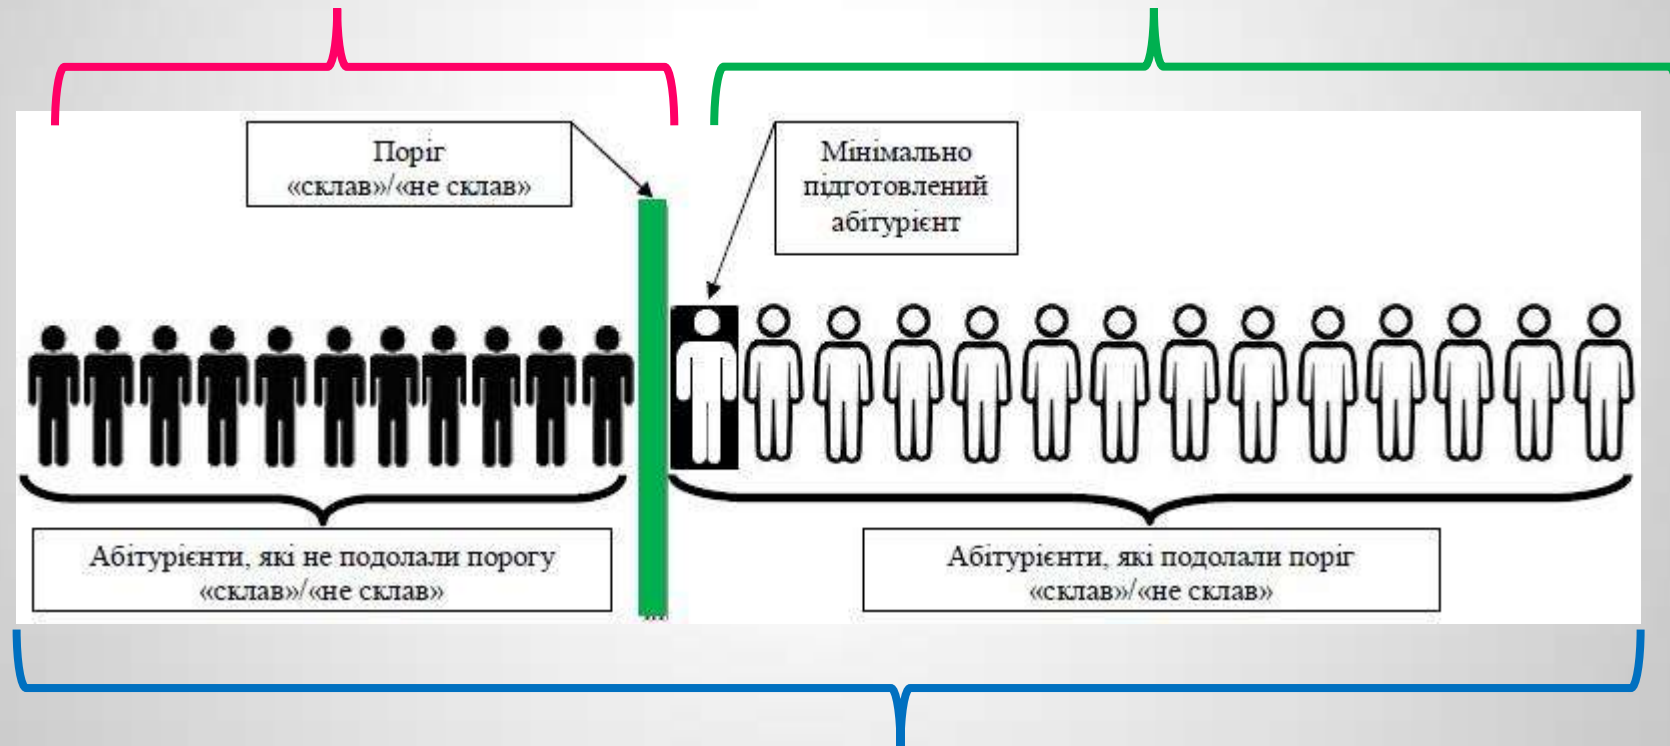 Поріг
«склав»/«не склав»
Мінімально
підготовлений
абітурієнт
Абітурієнти, які не подолали порогу
«склав»/«не склав»
Абітурієнти, які подолали поріг
«склав»/«не склав»